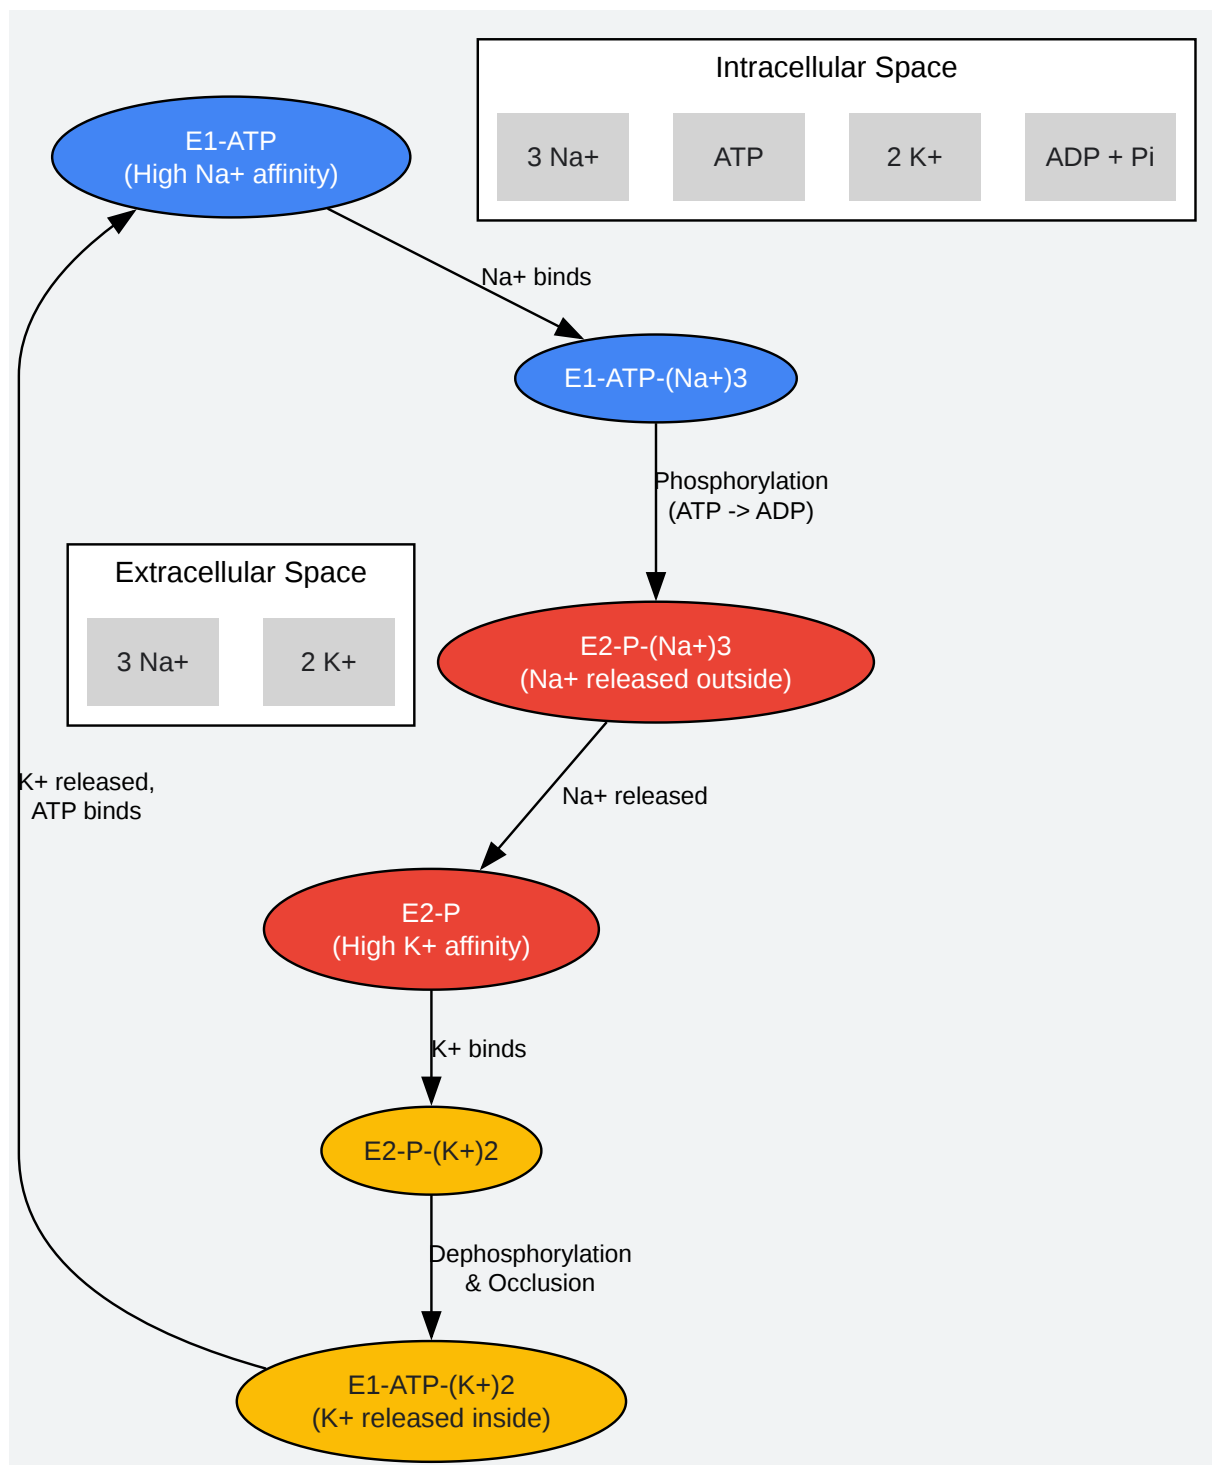 Intracellular Space
E1-ATP
(High Na+ affinity)
3 Na+
ATP
2 K+
ADP + Pi
Na+ binds
E1-ATP-(Na+)3
Phosphorylation
(ATP -> ADP)
Extracellular Space
3 Na+
2 K+
E2-P-(Na+)3
(Na+ released outside)
K+ released,
ATP binds
Na+ released
E2-P
(High K+ affinity)
K+ binds
E2-P-(K+)2
Dephosphorylation
& Occlusion
E1-ATP-(K+)2
(K+ released inside)